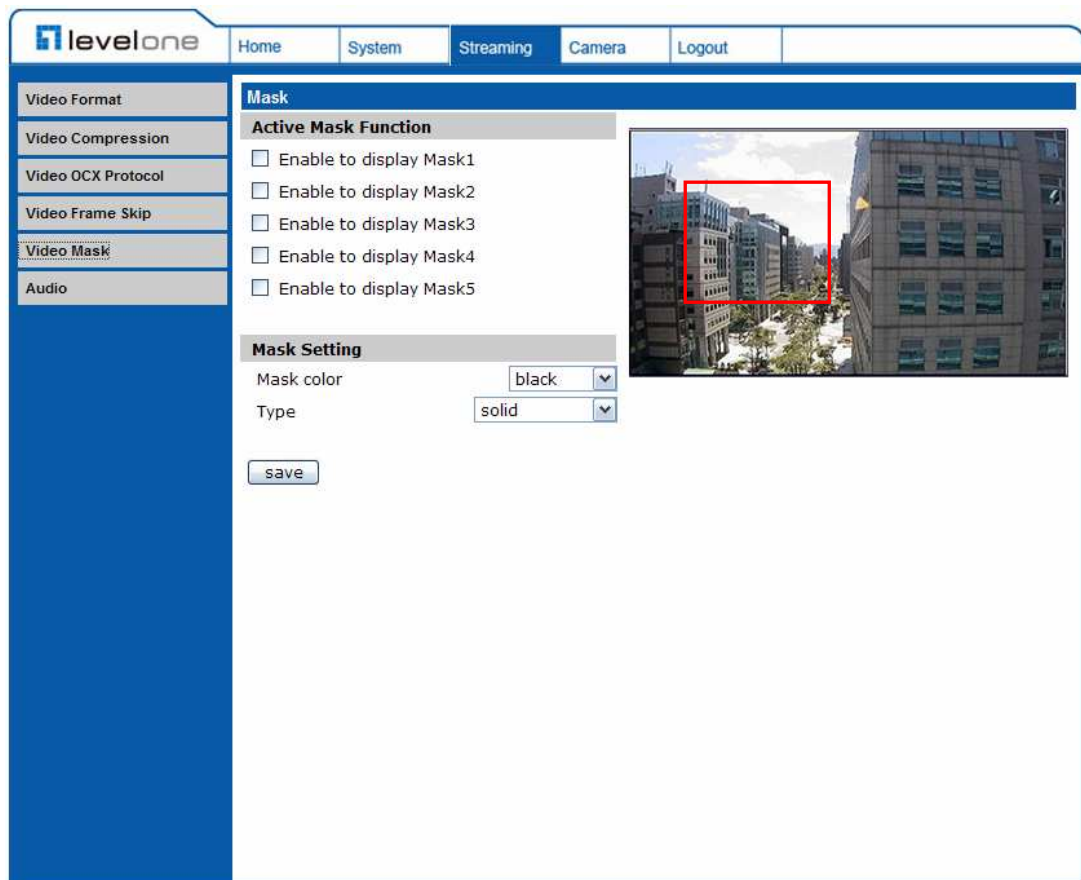 levelone
Home
System
Streaming
Camera
Logout
Video Format
Video Compression
Video OCX Protocol
Video Frame Skip
Video Mask
Audio
Mask
Active Mask Function
Enable to display Mask1
Enable to display Mask2
Enable to display Mask3
Enable to display Mask4
Enable to display Mask5
Mask Setting
Mask color
black
Type
solid
save